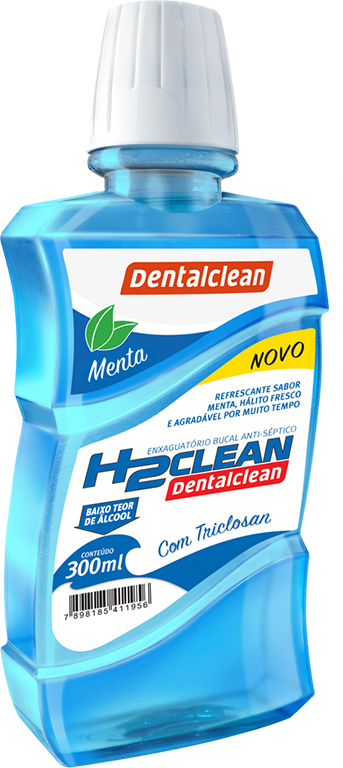 Dentalclean
Menta
NOVO
REFRESCANTE SABOR
MENTA, HÁLITO FRESCO
E AGRADÁVEL POR MUITO TEMPO
ENXAGUATÓRIO BUCAL ANTI-SÉPTICO
H2CLEAN
Dentalclean
BAIXO TEOR
DE ÁLCOOL
Com Triclosan
CONTEÚDO
300ml
7 898185 411956